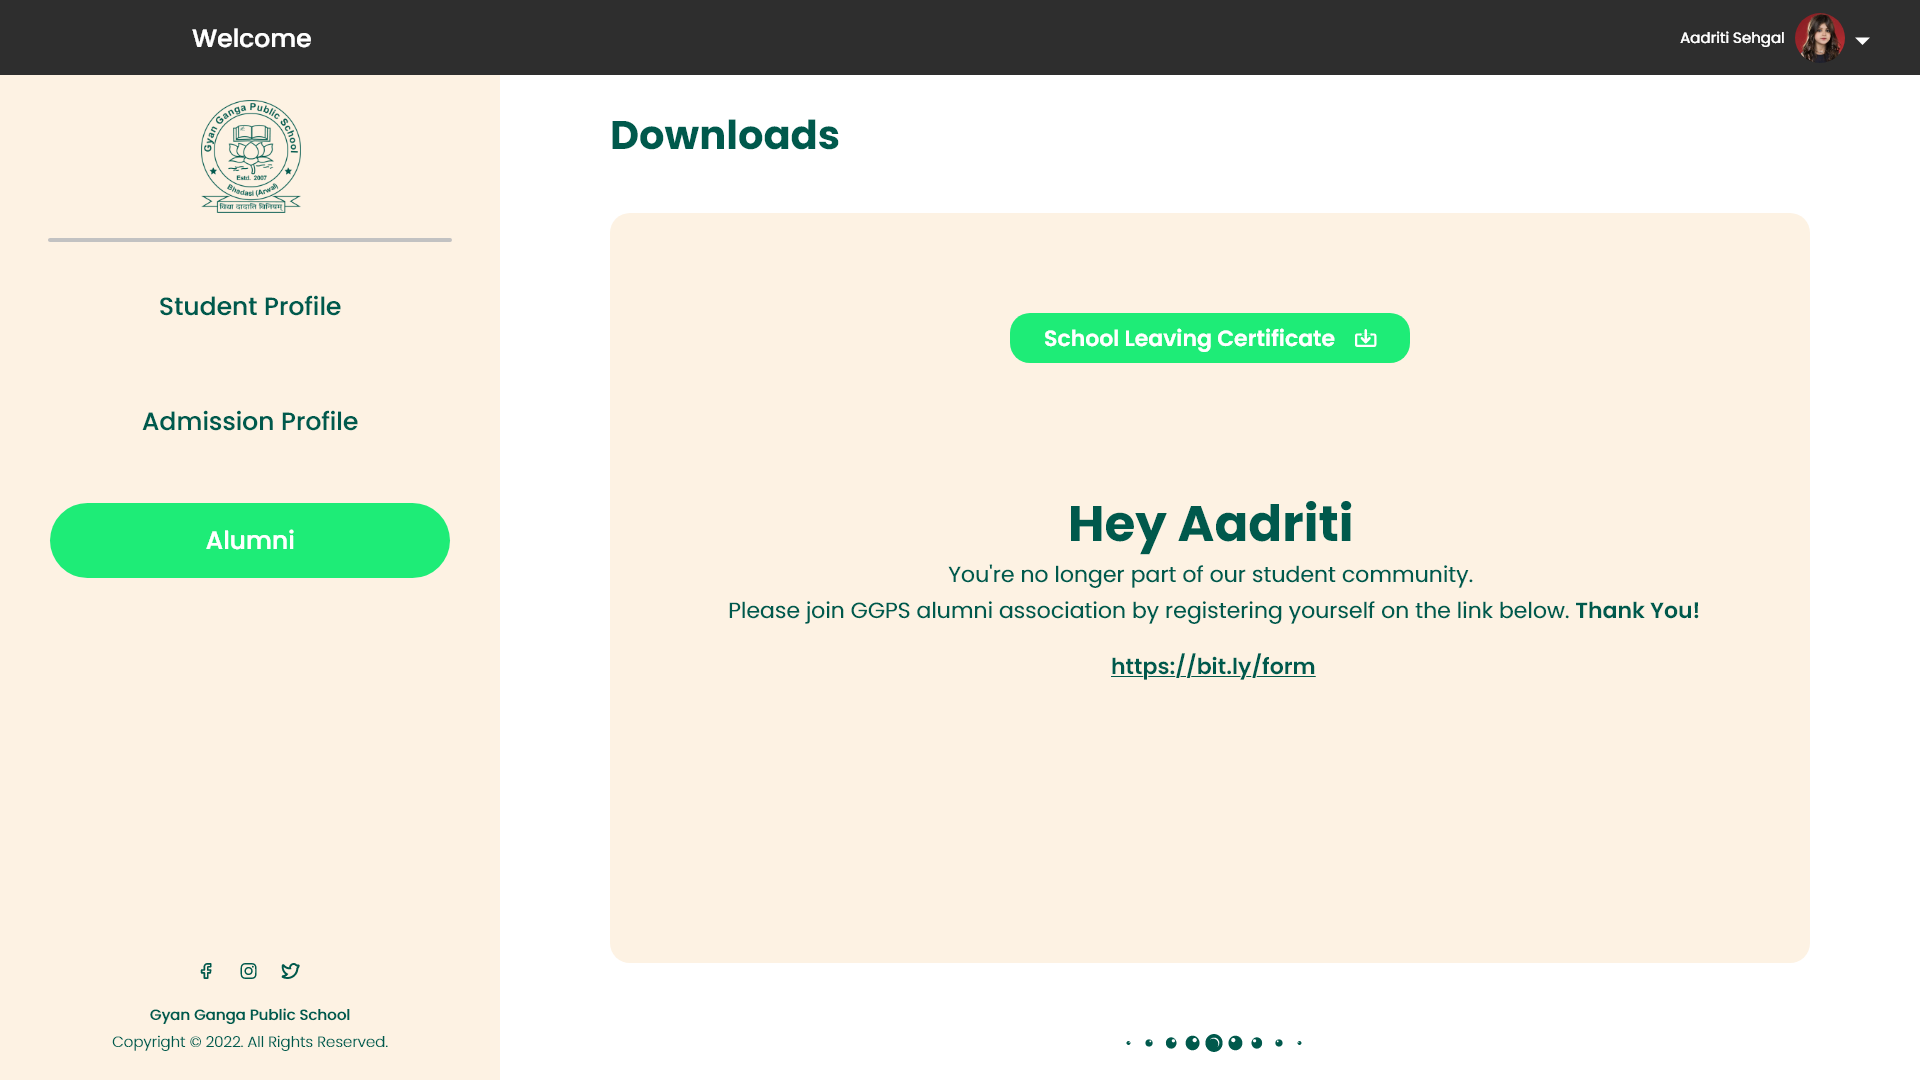 Welcome
Aadriti Sehgal
Gyan Ganga Public School
Estd. 2007
Bhadasi (Arwal)
विद्या ददाति विनियम्
Student Profile
Admission Profile
Alumni
Gyan Ganga Public School
Copyright © 2022. All Rights Reserved.
Downloads
School Leaving Certificate
Hey Aadriti
You're no longer part of our student community.
Please join GGPS alumni association by registering yourself on the link below. Thank You!
https://bit.ly/form